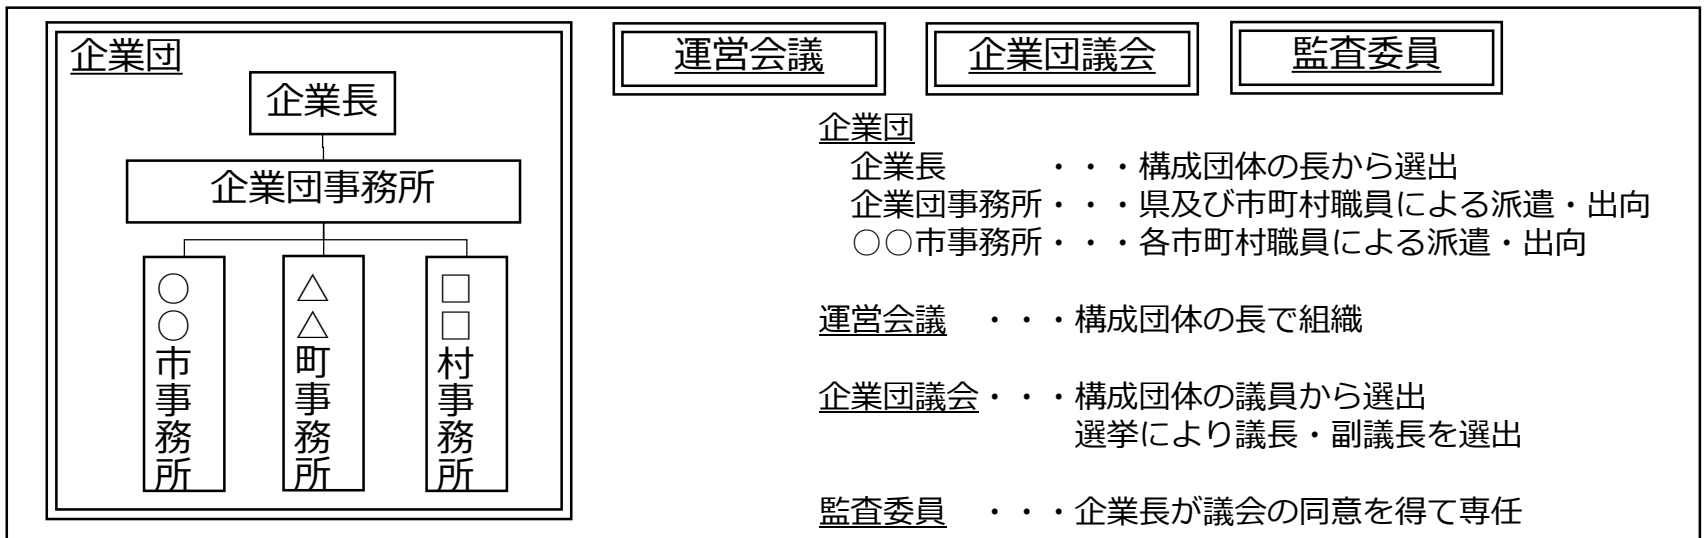 企業団
企業長
企業団事務所
○○市事務所
△△町事務所
□□村事務所
運営会議
企業団議会
監査委員
企業団
企業長　　　・・・構成団体の長から選出
企業団事務所・・・県及び市町村職員による派遣・出向
○○市事務所・・・各市町村職員による派遣・出向
運営会議　・・・構成団体の長で組織
企業団議会・・・構成団体の議員から選出
選挙により議長・副議長を選出
監査委員　・・・企業長が議会の同意を得て専任